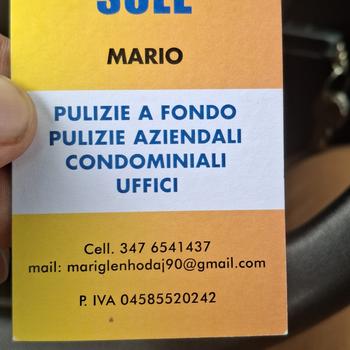 SOLE
MARIO
PULIZIE A FONDO
PULIZIE AZIENDALI
CONDOMINIALI
UFFICI
Cell. 347 6541437
mail: mariglenhodaj90@gmail.com
P. IVA 04585520242